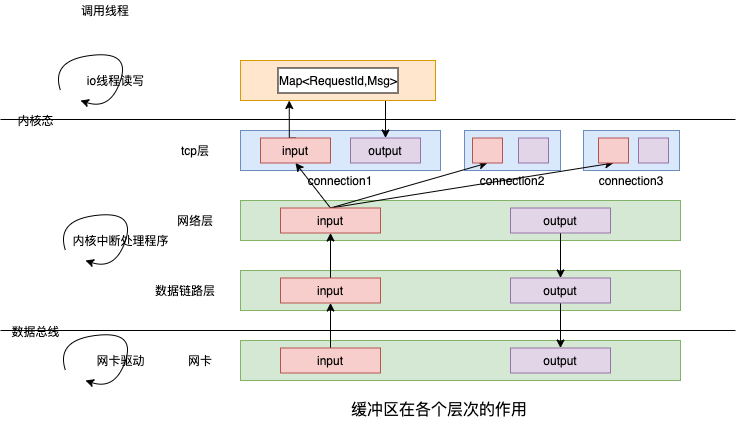 调用线程
io线程读写
Map<RequestId,Msg>
内核态
tcp层
input
output
connection1
connection2
connection3
网络层
input
output
内核中断处理程序
数据链路层
input
output
数据总线
网卡驱动
网卡
input
output
缓冲区在各个层次的作用